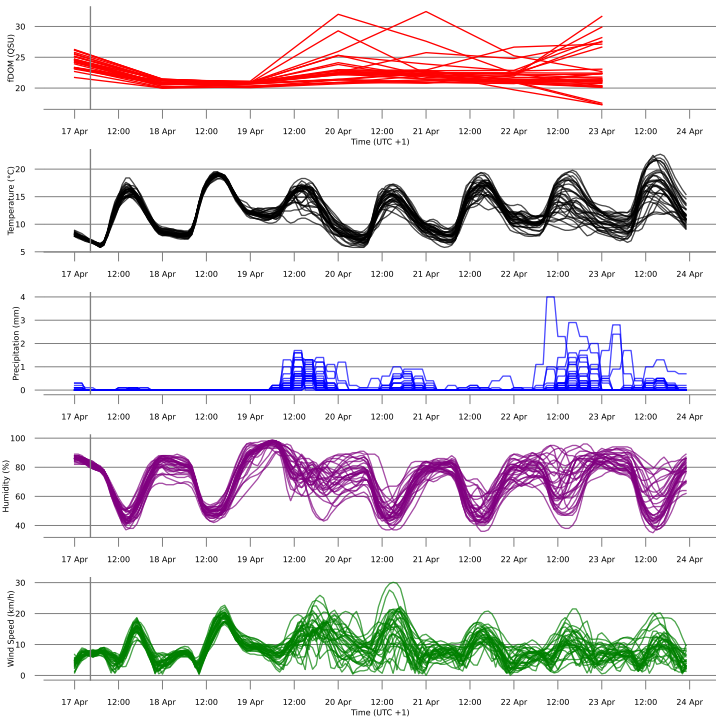 30
25
20
fDOM (QSU)
17 Apr 12:00 18 Apr 12:00 19 Apr 12:00 20 Apr 12:00 21 Apr 12:00 22 Apr 12:00 23 Apr 12:00 24 Apr
Time (UTC +1)
20
15
10
5
Temperature (°C)
17 Apr 12:00 18 Apr 12:00 19 Apr 12:00 20 Apr 12:00 21 Apr 12:00 22 Apr 12:00 23 Apr 12:00 24 Apr
4
3
2
1
0
Precipitation (mm)
17 Apr 12:00 18 Apr 12:00 19 Apr 12:00 20 Apr 12:00 21 Apr 12:00 22 Apr 12:00 23 Apr 12:00 24 Apr
100
80
60
40
Humidity (%)
17 Apr 12:00 18 Apr 12:00 19 Apr 12:00 20 Apr 12:00 21 Apr 12:00 22 Apr 12:00 23 Apr 12:00 24 Apr
30
20
10
0
Wind Speed (km/h)
17 Apr 12:00 18 Apr 12:00 19 Apr 12:00 20 Apr 12:00 21 Apr 12:00 22 Apr 12:00 23 Apr 12:00 24 Apr
Time (UTC +1)